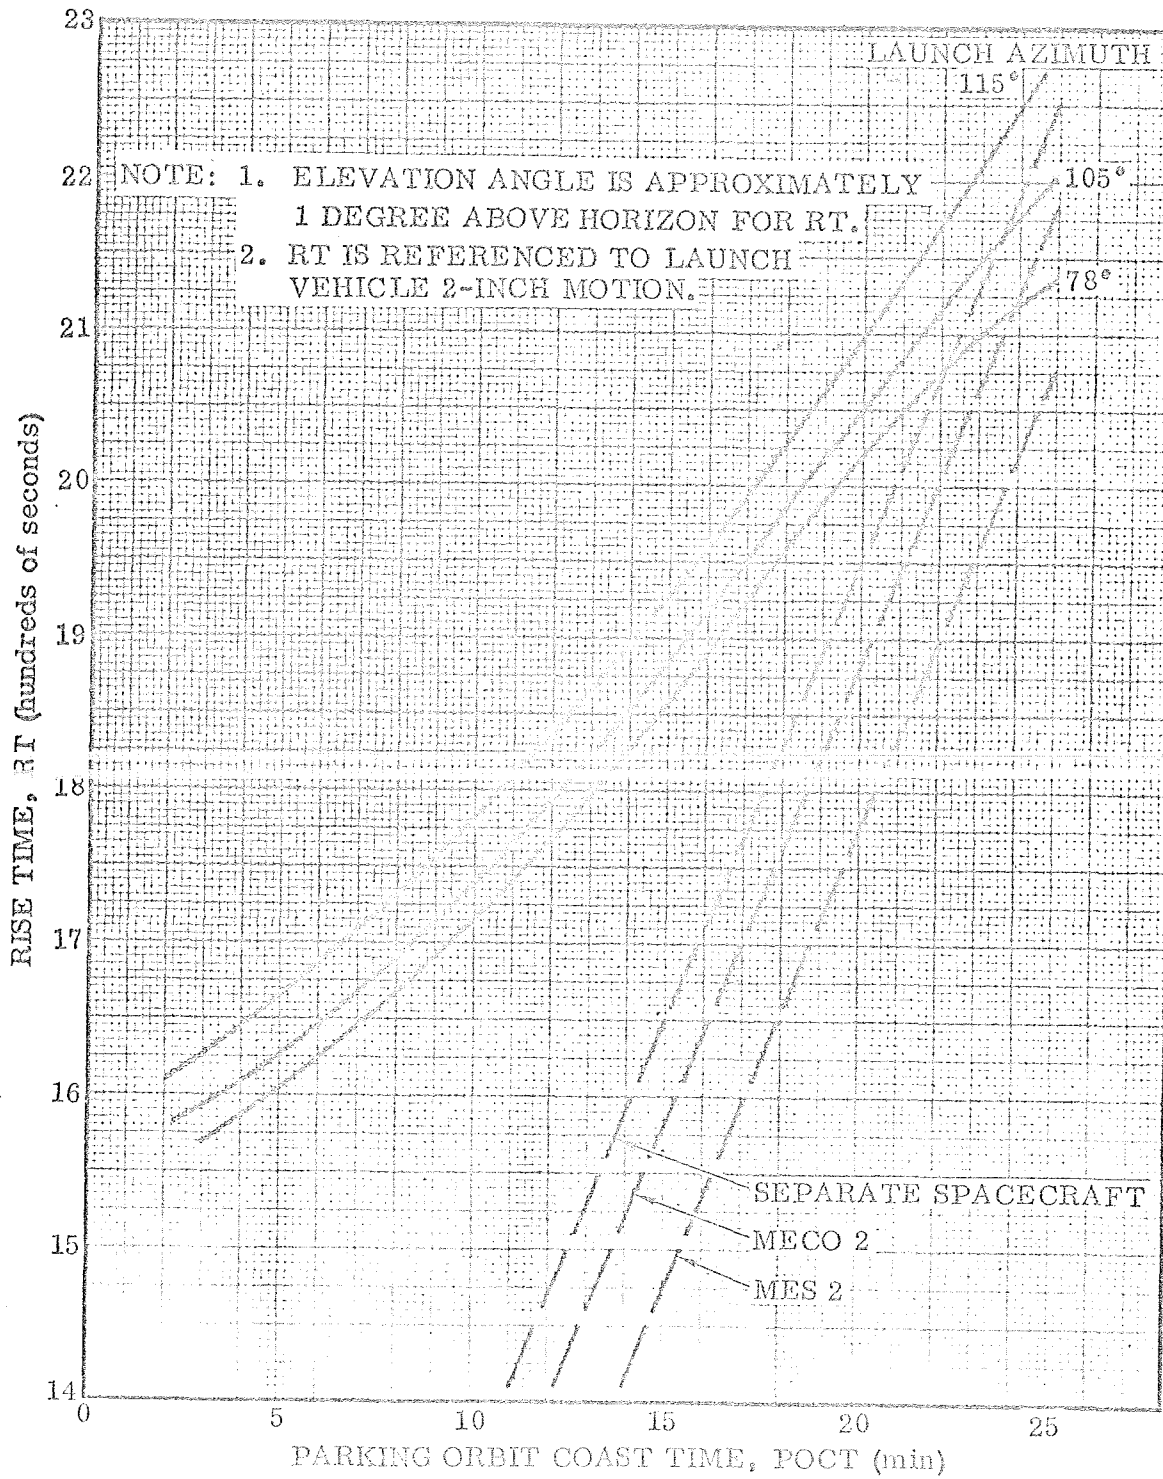 23
LAUNCH AZIMUTH
115°
22
NOTE: 1. ELEVATION ANGLE IS APPROXIMATELY
1 DEGREE ABOVE HORIZON FOR RT.
105°
2. RT IS REFERENCED TO LAUNCH
VEHICLE 2-INCH MOTION.
78°
21
20
19
18
17
16
15
14
RISE TIME, RT (hundreds of seconds)
SEPARATE SPACECRAFT
MECO 2
MES 2
0 5 10 15 20 25
PARKING ORBIT COAST TIME, POCT (min)